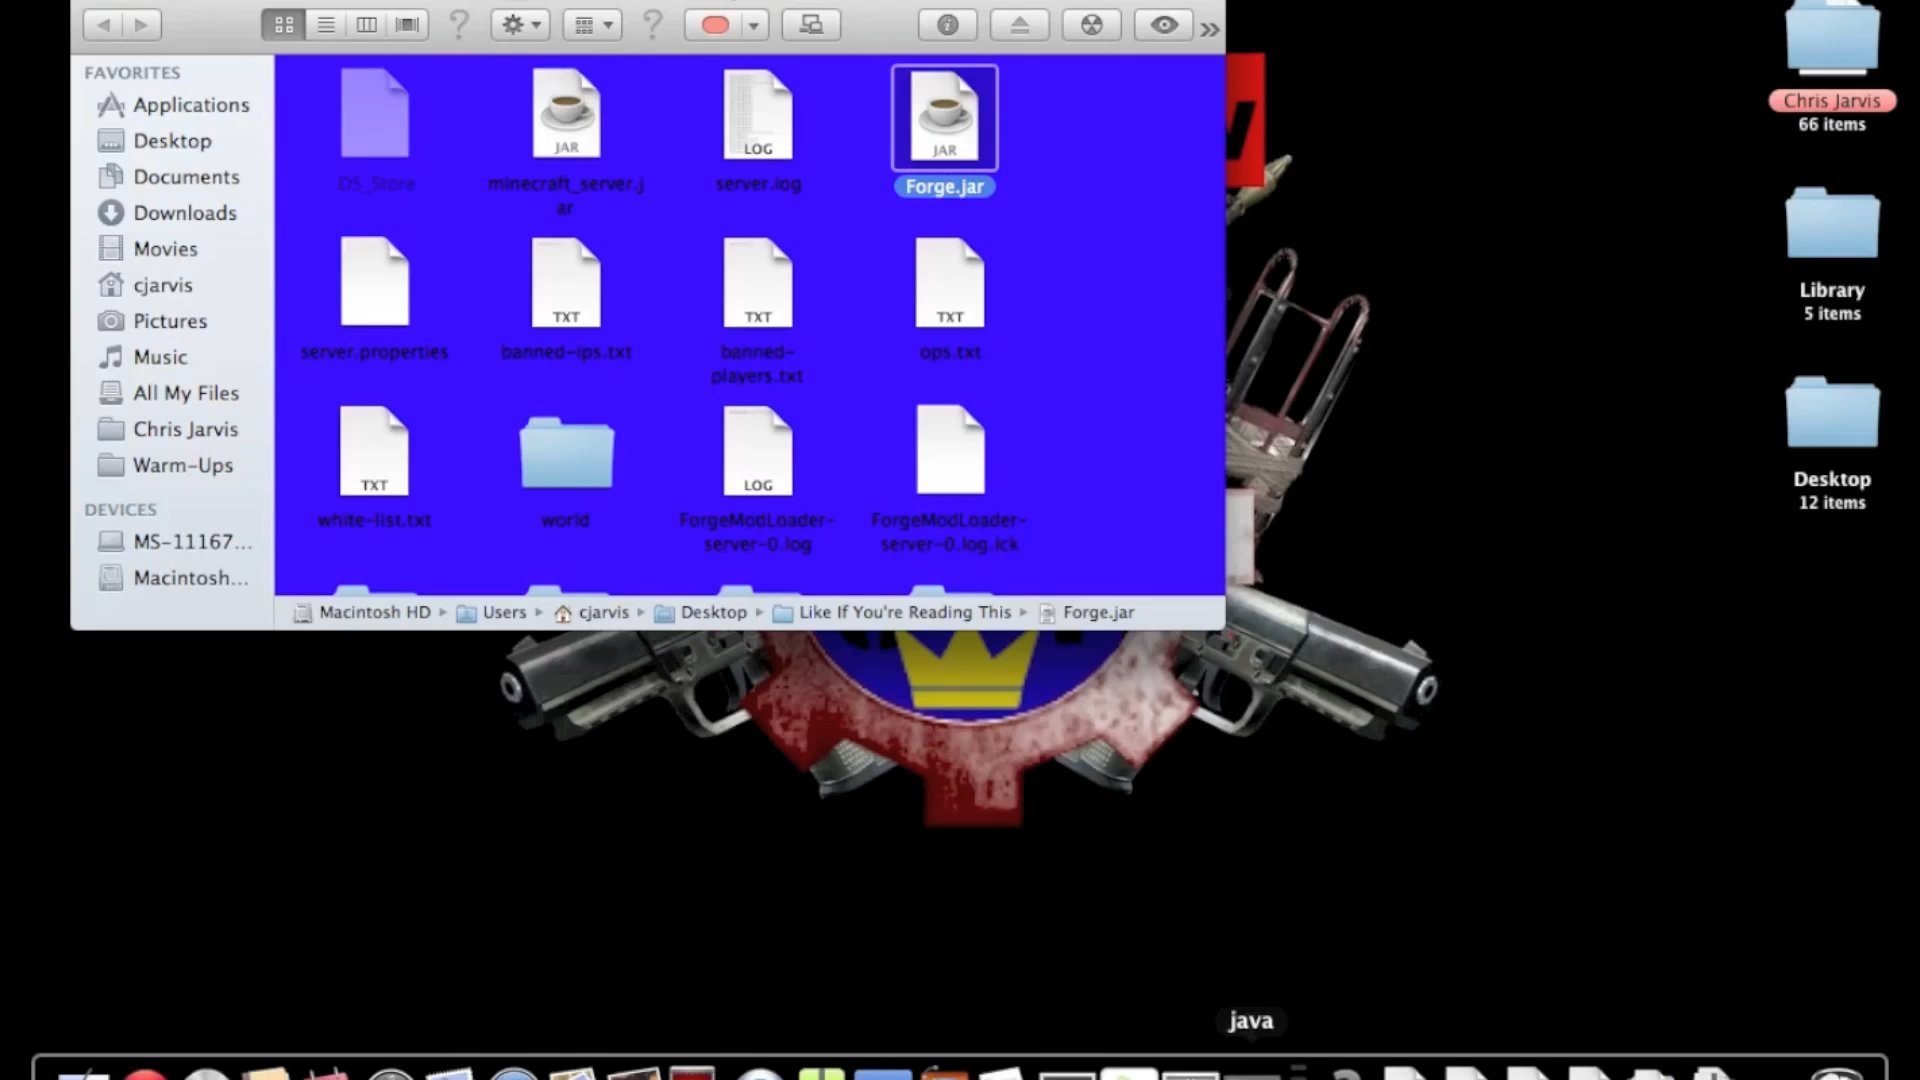 FAVORITES
Applications
Desktop
Documents
Downloads
Movies
cjarvis
Pictures
Music
All My Files
Chris Jarvis
Warm-Ups
DEVICES
MS-11167...
Macintosh...
DS_Store
JAR
minecraft_server.j
ar
LOG
server.log
JAR
Forge.jar
server.properties
TXT
banned-ips.txt
TXT
banned-
players.txt
TXT
ops.txt
TXT
white-list.txt
world
LOG
ForgeModLoader-
server-0.log
ForgeModLoader-
server-0.log.lck
Macintosh HD ▸ Users ▸ cjarvis ▸ Desktop ▸ Like If You're Reading This ▸ Forge.jar
Chris Jarvis
66 items
Library
5 items
Desktop
12 items
java